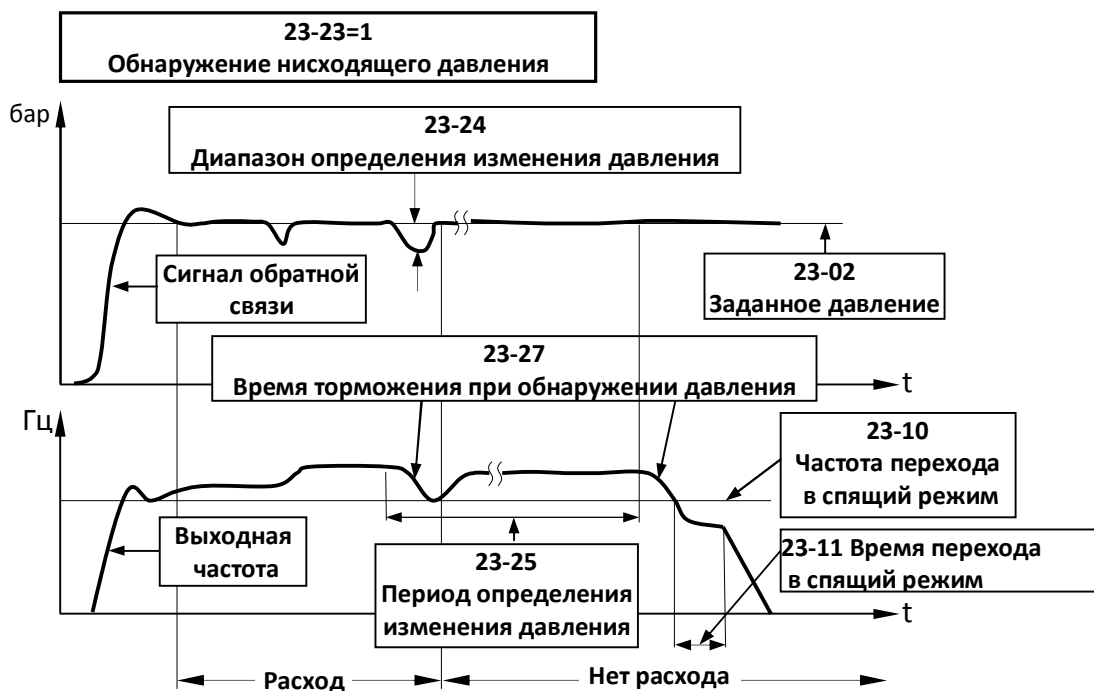 23-23=1
Обнаружение нисходящего давления
бар
23-24
Диапазон определения изменения давления
Сигнал обратной
связи
23-02
Заданное давление
t
23-27
Время торможения при обнаружении давления
Гц
23-10
Частота перехода
в спящий режим
Выходная
частота
23-25
Период определения
изменения давления
23-11 Время перехода
в спящий режим
t
Расход
Нет расхода